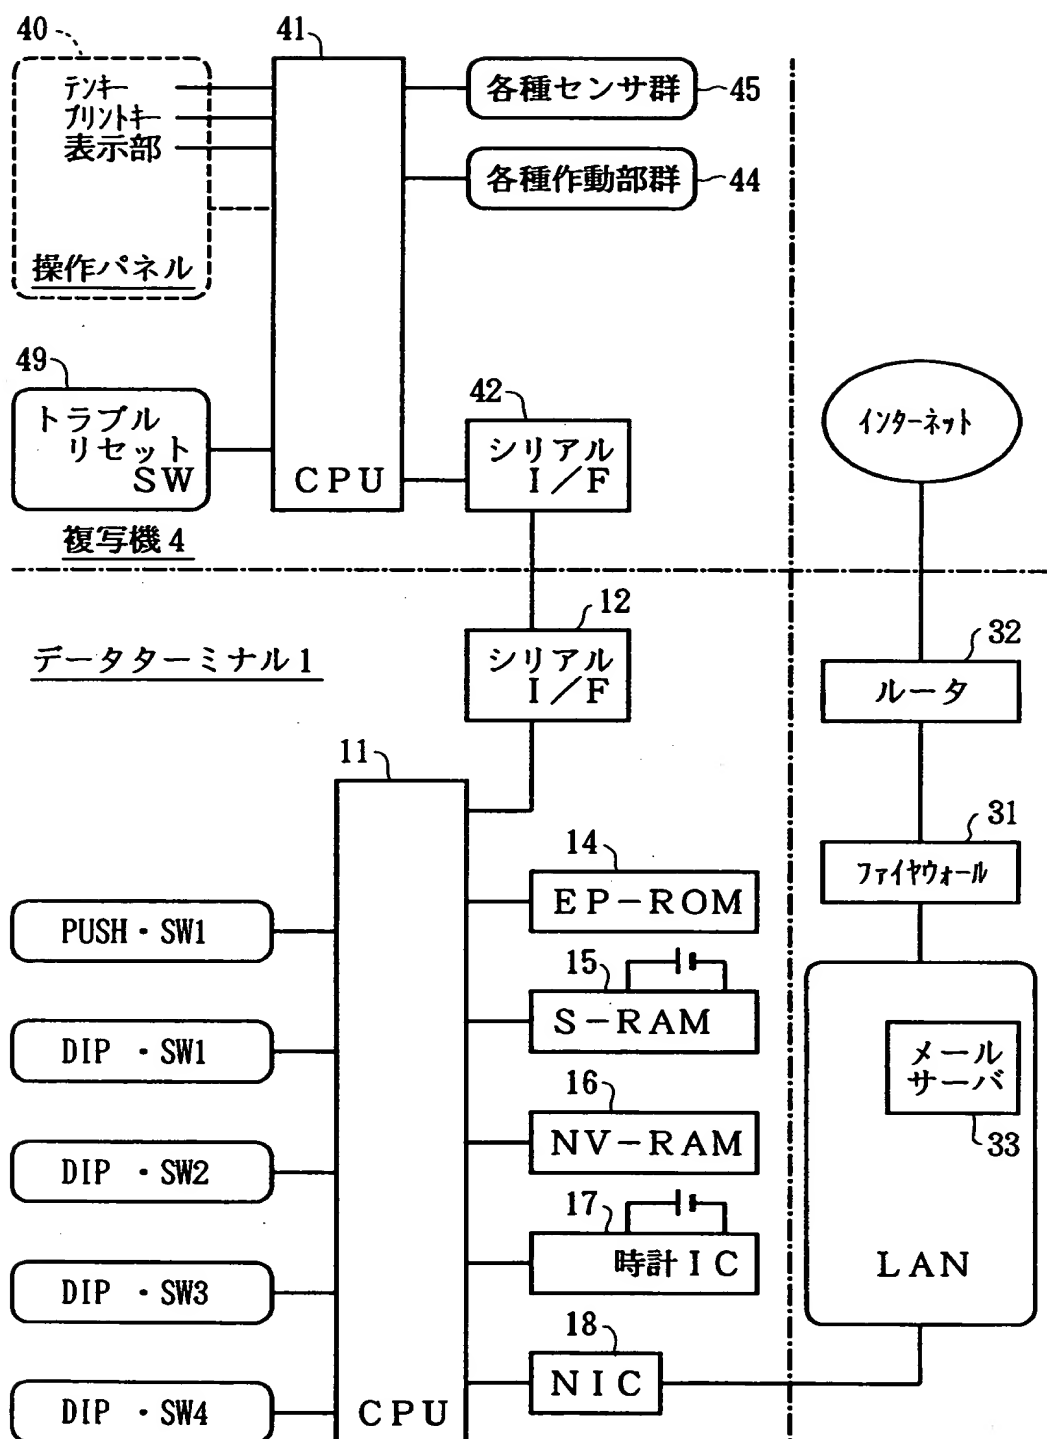 40
41
テンキー
プリントキー
表示部
操作パネル
各種センサ群
45
各種作動部群
44
49
トラブル
リセット
SW
CPU
42
シリアル
I/F
複写機4
インターネット
データターミナル1
12
シリアル
I/F
32
ルータ
11
31
ファイヤウォール
14
EP-ROM
PUSH・SW1
15
S-RAM
DIP ・SW1
メール
サーバ
33
16
NV-RAM
DIP ・SW2
17
時計IC
DIP ・SW3
LAN
18
NIC
DIP ・SW4
CPU